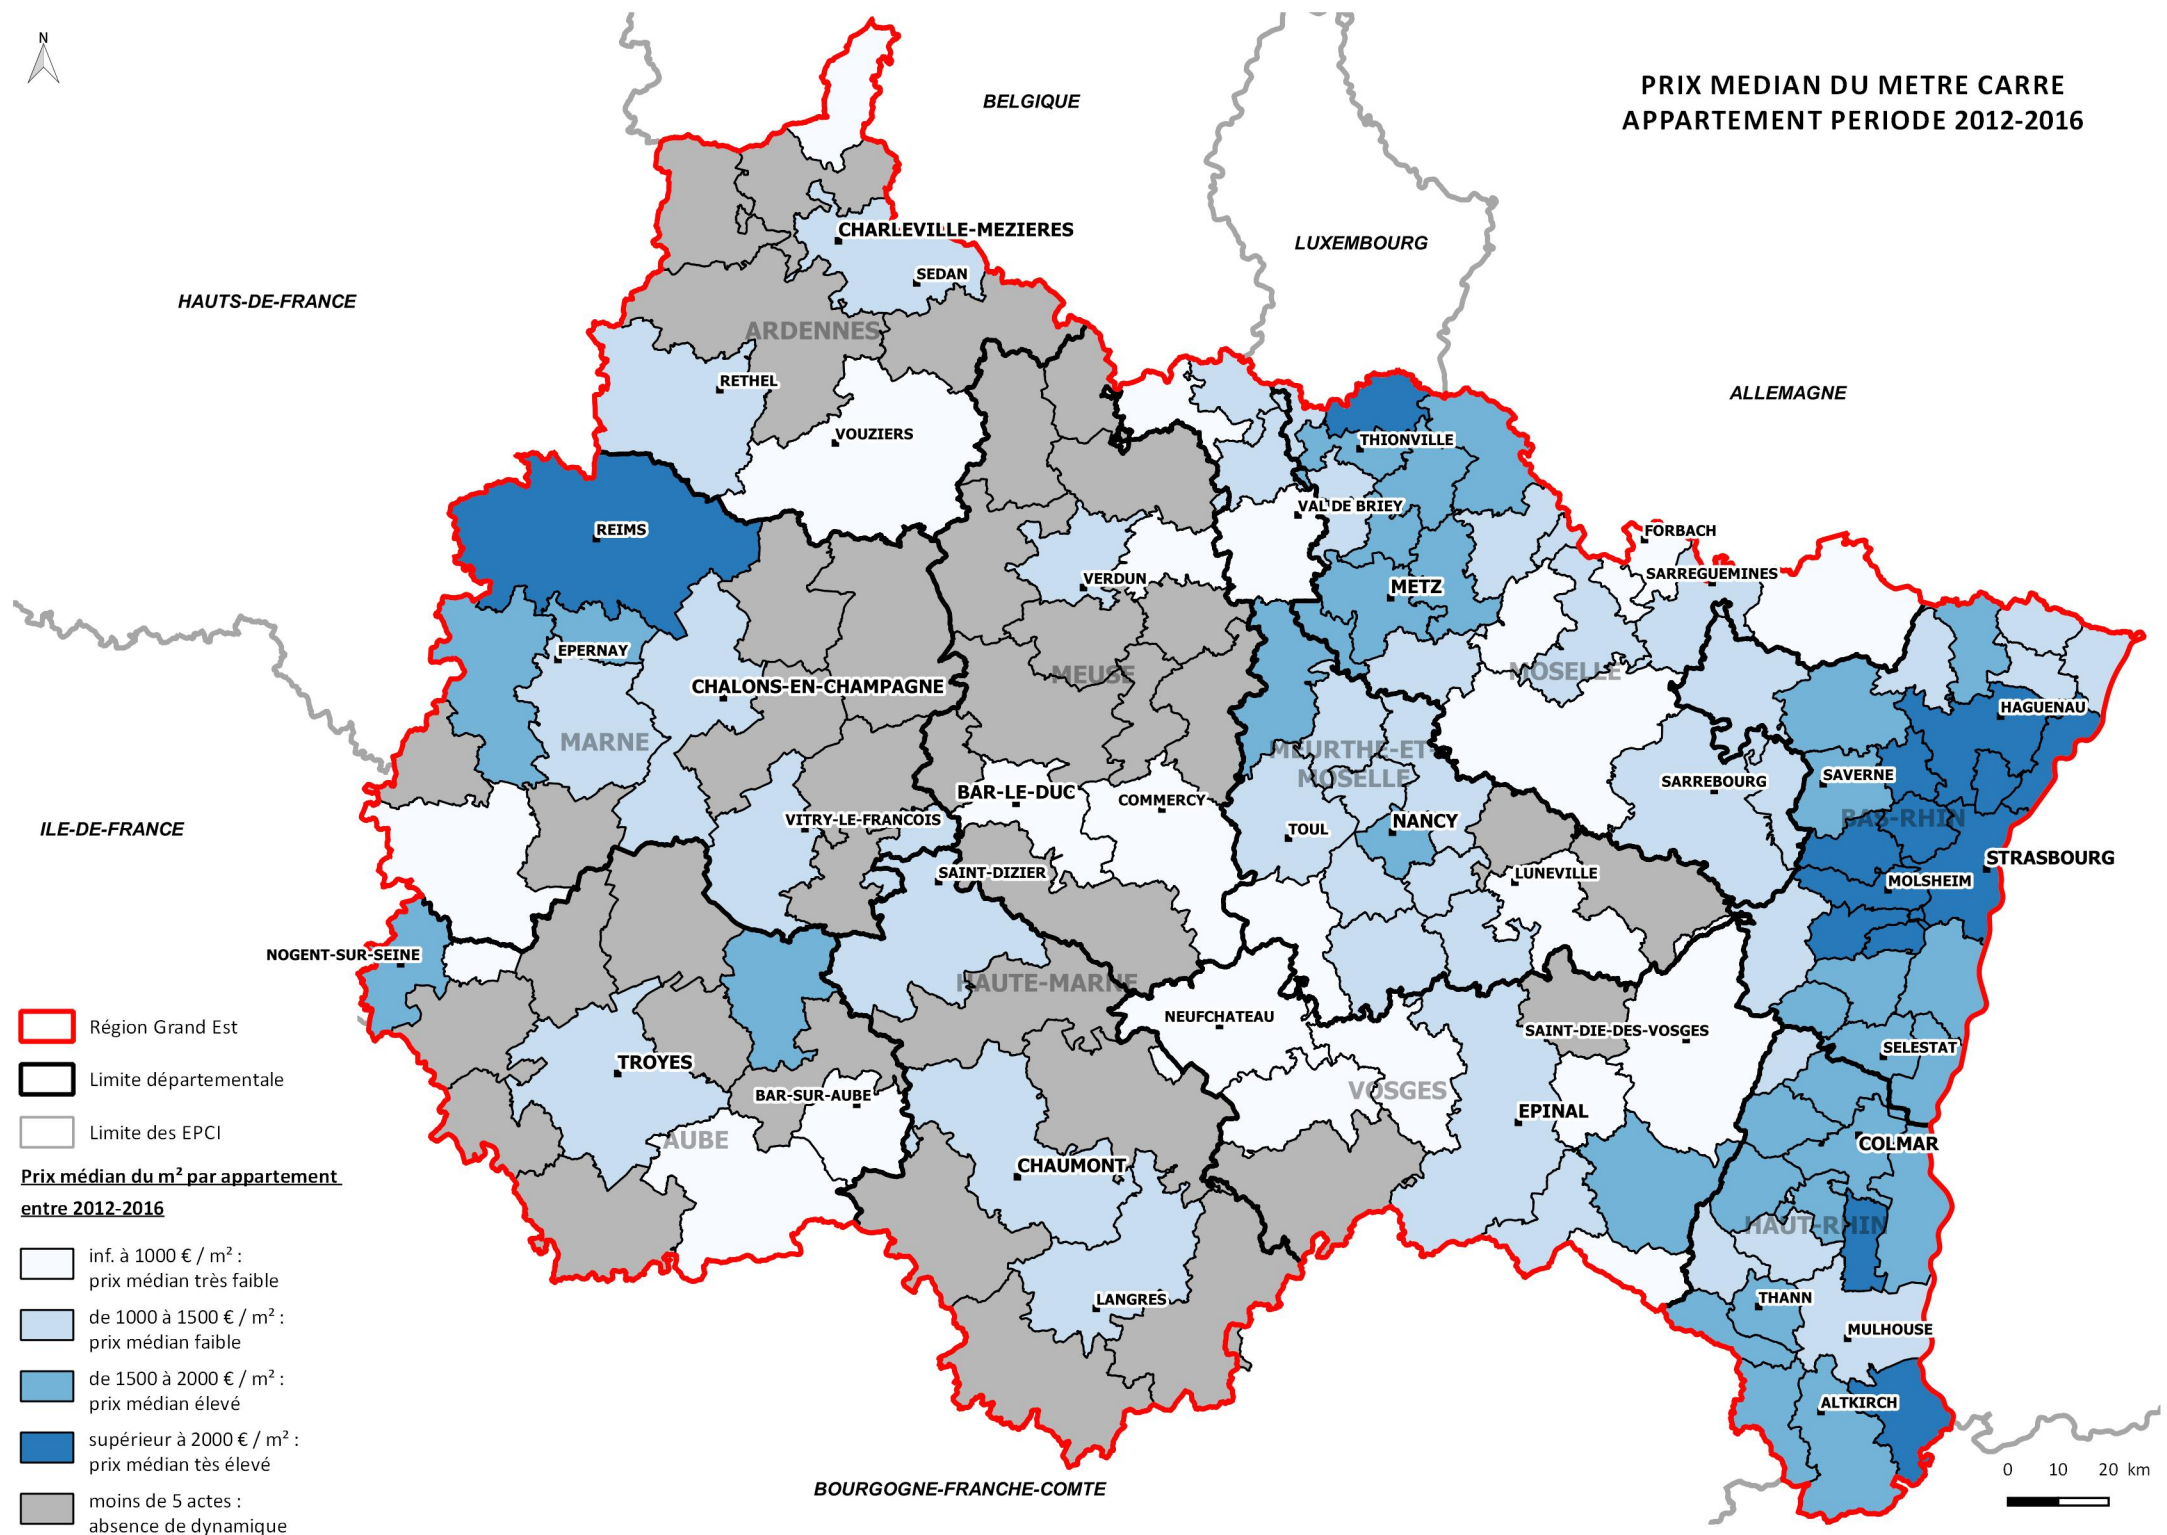 N
PRIX MEDIAN DU METRE CARRE
APPARTEMENT PERIODE 2012-2016
BELGIQUE
LUXEMBOURG
HAUTS-DE-FRANCE
ALLEMAGNE
ILE-DE-FRANCE
BOURGOGNE-FRANCHE-COMTE
CHARLEVILLE-MEZIERES
SEDAN
ARDENNES
RETHEL
VOUZIERS
THIONVILLE
REIMS
VAL DE BRIEY
FORBACH
VERDUN
METZ
SARREGUEMINES
EPERNAY
MEUSE
MOSELLE
CHALONS-EN-CHAMPAGNE
HAGUENAU
MARNE
MEURTHE-ET-
MOSELLE
BAR-LE-DUC
COMMERCY
SARREBOURG
SAVERNE
VITRY-LE-FRANCOIS
TOUL
NANCY
BAS-RHIN
STRASBOURG
SAINT-DIZIER
LUNEVILLE
MOLSHEIM
NOGENT-SUR-SEINE
HAUTE-MARNE
NEUFCHATEAU
SAINT-DIE-DES-VOSGES
SELESTAT
TROYES
BAR-SUR-AUBE
VOSGES
EPINAL
AUBE
COLMAR
CHAUMONT
HAUT-RHIN
LANGRES
THANN
MULHOUSE
ALTKIRCH
Région Grand Est
Limite départementale
Limite des EPCI
Prix médian du m² par appartement
entre 2012-2016
inf. à 1000 € / m² :
prix médian très faible
de 1000 à 1500 € / m² :
prix médian faible
de 1500 à 2000 € / m² :
prix médian élevé
supérieur à 2000 € / m² :
prix médian tès élevé
moins de 5 actes :
absence de dynamique
0 10 20 km